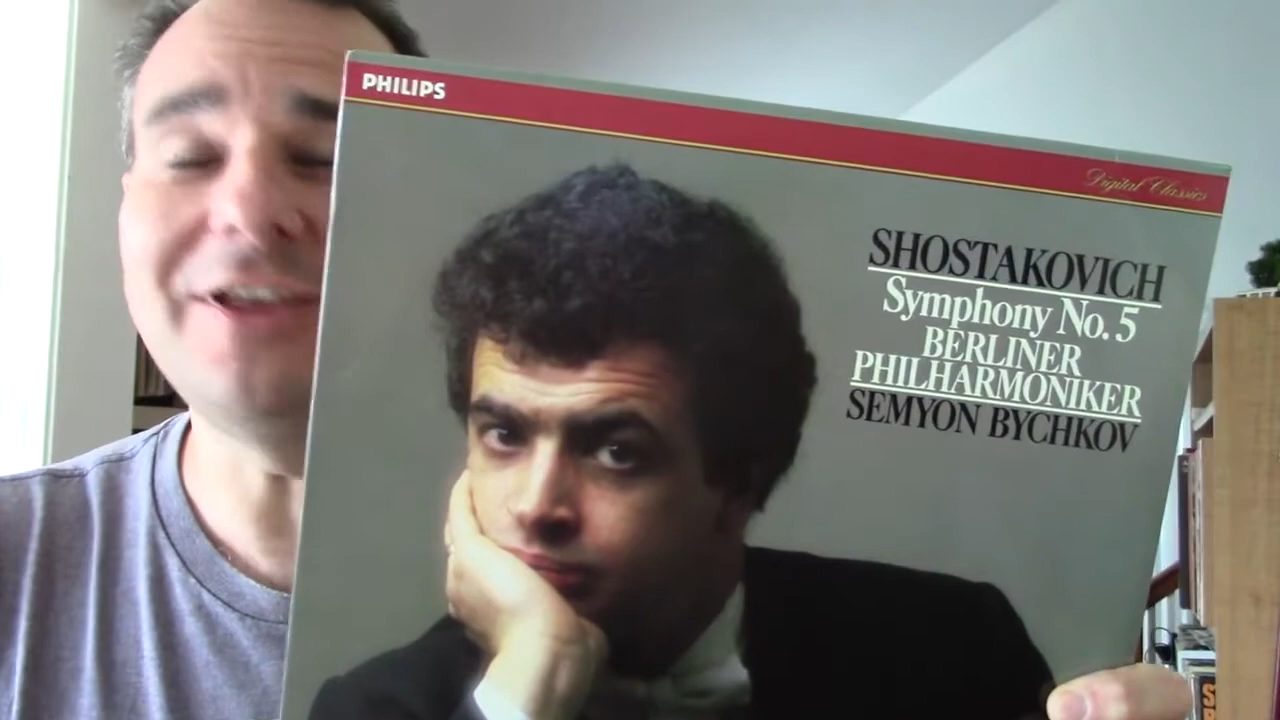 PHILIPS
Digital Classics
SHOSTAKOVICH
Symphony No. 5
BERLINER
PHILHARMONIKER
SEMYON BYCHKOV